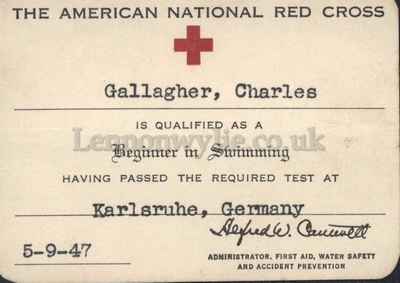 THE AMERICAN NATIONAL RED CROSS
Gallagher, Charles
IS QUALIFIED AS A
Lennonwylie.co.uk
Beginner in Swimming
HAVING PASSED THE REQUIRED TEST AT
Karlsruhe, Germany
Alfred W. Cantwell
5-9-47
ADMINISTRATOR, FIRST AID, WATER SAFETY
AND ACCIDENT PREVENTION